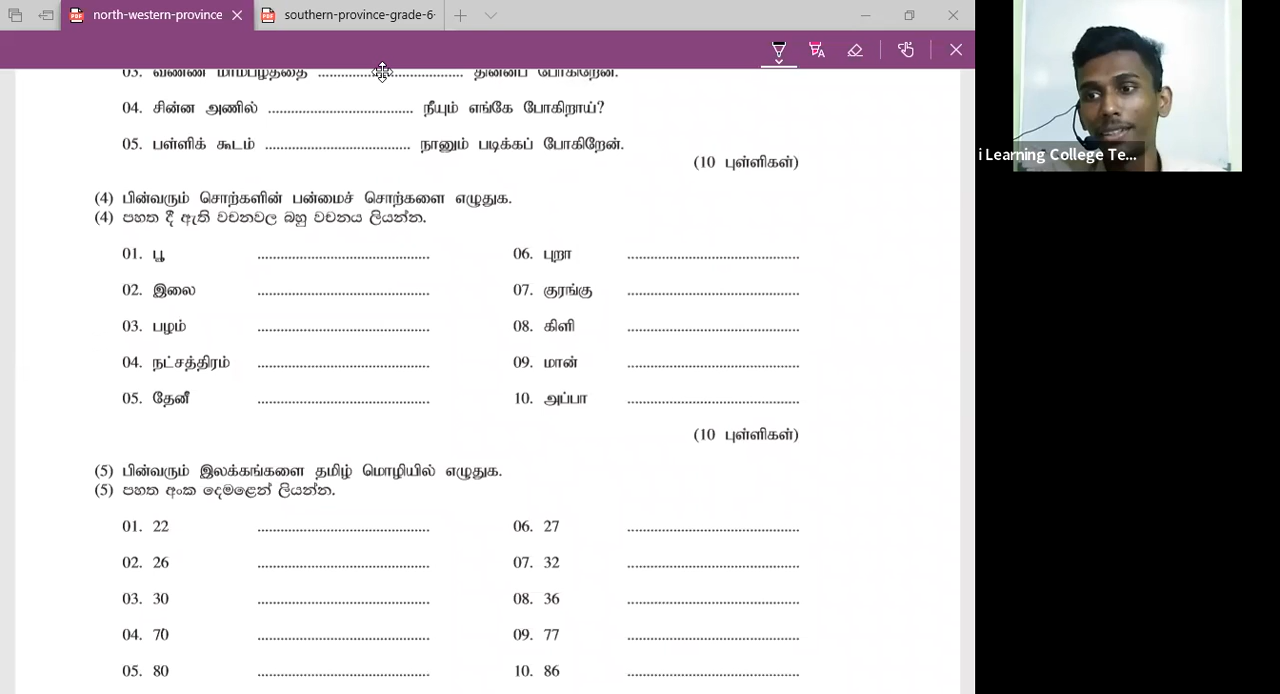 north-western-province
southern-province-grade-6-
03. வண்ண மாம்பழத்தை ........................................ தின்னப் போகிறேன்.
04. சின்ன அணில் ........................................ நீயும் எங்கே போகிறாய்?
05. பள்ளிக் கூடம் ........................................ நானும் படிக்கப் போகிறேன்.
(10 புள்ளிகள்)
i Learning College Te...
(4) பின்வரும் சொற்களின் பன்மைச் சொற்களை எழுதுக.
(4) පහත දී ඇති වචනවල බහු වචනය ලියන්න.
01. பூ ................................................ 06. புறா ................................................
02. இலை ................................................ 07. குரங்கு ................................................
03. பழம் ................................................ 08. கிளி ................................................
04. நட்சத்திரம் ................................................ 09. மான் ................................................
05. தேனீ ................................................ 10. அப்பா ................................................
(10 புள்ளிகள்)
(5) பின்வரும் இலக்கங்களை தமிழ் மொழியில் எழுதுக.
(5) පහත අංක දෙමළෙන් ලියන්න.
01. 22 ................................................ 06. 27 ................................................
02. 26 ................................................ 07. 32 ................................................
03. 30 ................................................ 08. 36 ................................................
04. 70 ................................................ 09. 77 ................................................
05. 80 ................................................ 10. 86 ................................................